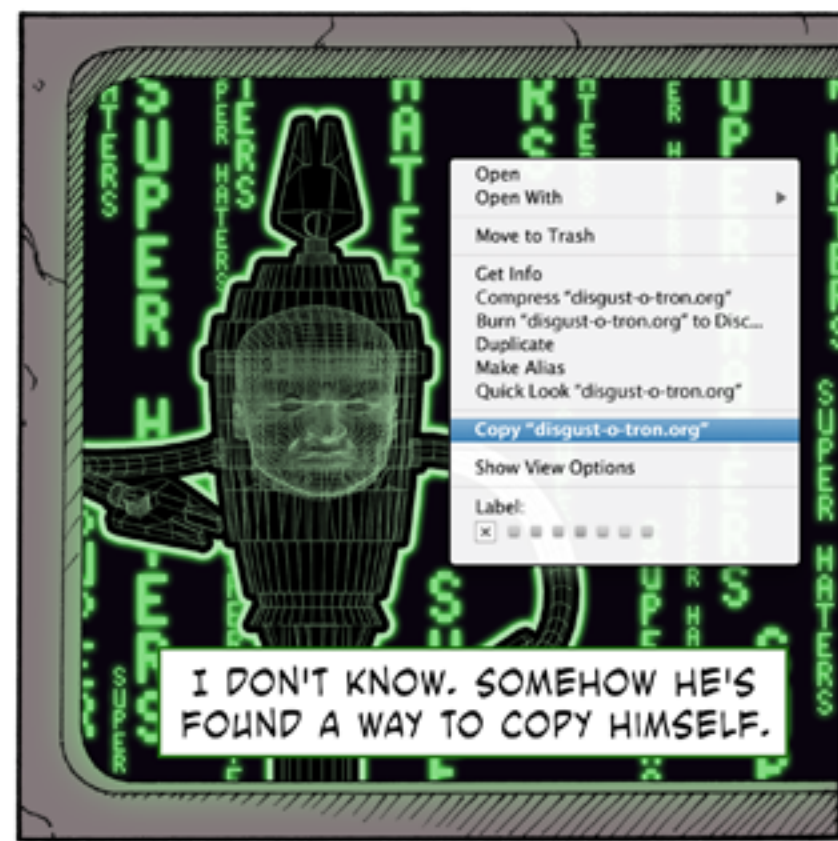 SUPER HATERS
Open
Open With
Move to Trash
Get Info
Compress "disgust-o-tron.org"
Burn "disgust-o-tron.org" to Disc...
Duplicate
Make Alias
Quick Look "disgust-o-tron.org"
Copy "disgust-o-tron.org"
Show View Options
Label:
I DON'T KNOW. SOMEHOW HE'S
FOUND A WAY TO COPY HIMSELF.